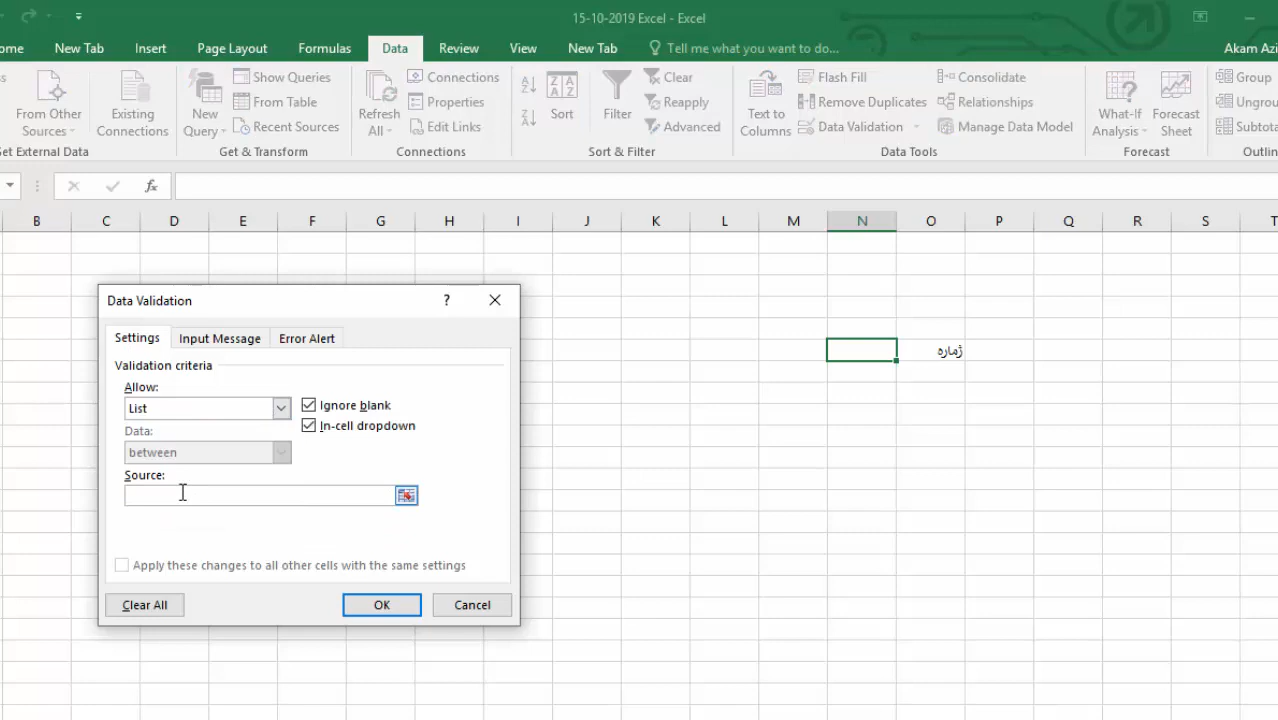 15-10-2019 Excel - Excel
ome New Tab Insert Page Layout Formulas Data Review View New Tab Tell me what you want to do... Akam Azi
From Other Sources
Existing Connections
New Query
Show Queries
From Table
Recent Sources
Refresh All
Connections
Properties
Edit Links
Sort
Filter
Clear
Reapply
Advanced
Text to Columns
Flash Fill
Remove Duplicates
Data Validation
Consolidate
Relationships
Manage Data Model
What-If Analysis
Forecast Sheet
Group
Ungrou
Subtota
Get External Data Get & Transform Connections Sort & Filter Data Tools Forecast Outlin
fx
B C D E F G H I J K L M N O P Q R S T
ژمارە
Data Validation ?
Settings Input Message Error Alert
Validation criteria
Allow:
List Ignore blank
In-cell dropdown
Data:
between
Source:
Apply these changes to all other cells with the same settings
Clear All OK Cancel